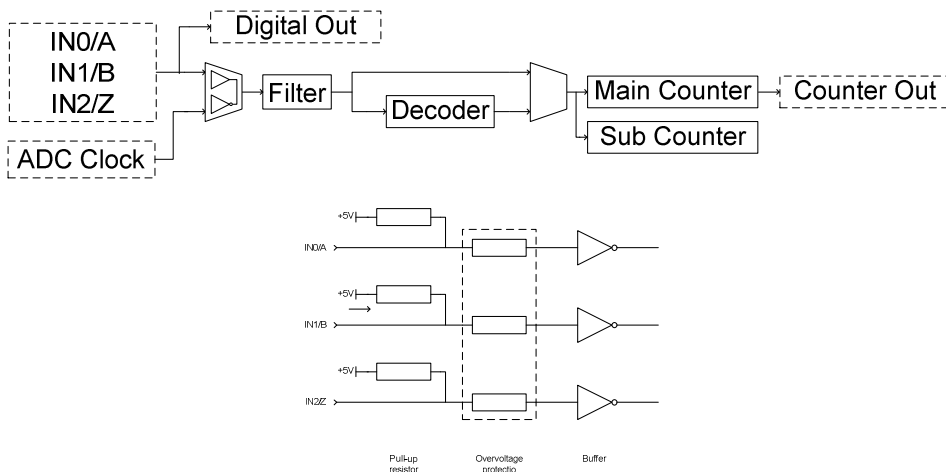 Digital Out
IN0/A
IN1/B
IN2/Z
Filter
Decoder
Main Counter
Counter Out
Sub Counter
ADC Clock
+5V
IN0/A
+5V
IN1/B
+5V
IN2/Z
Pull-up
resistor
Overvoltage
protectio
Buffer